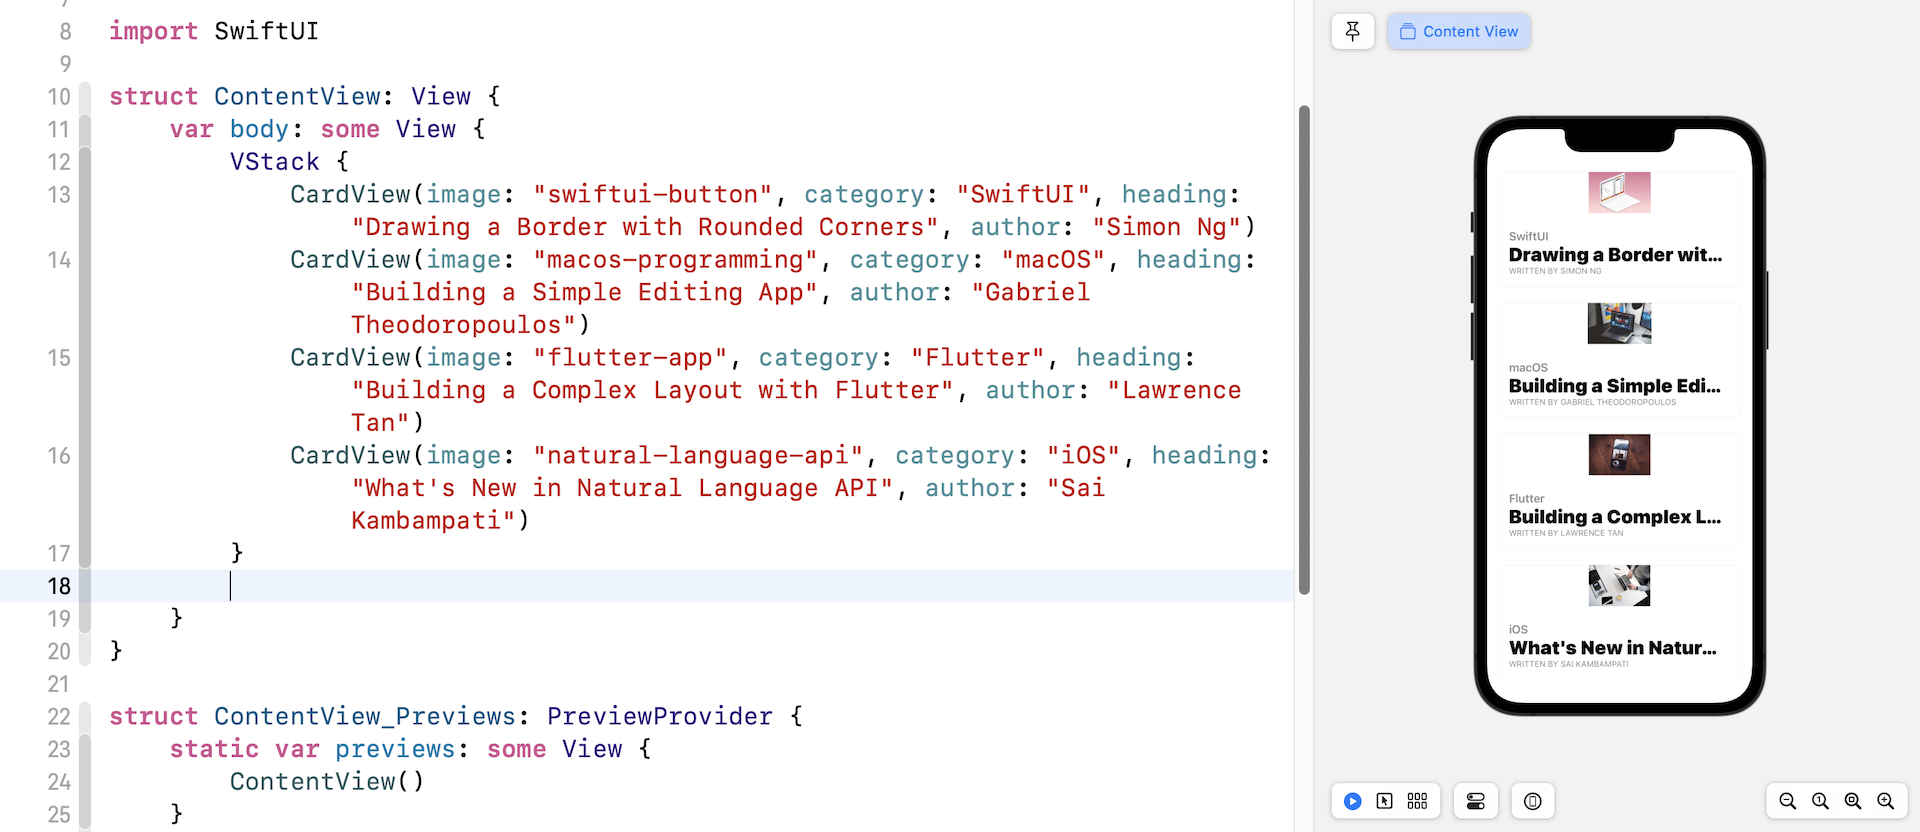 7
8 import SwiftUI
9
10 struct ContentView: View {
11 var body: some View {
12 VStack {
13 CardView(image: "swiftui-button", category: "SwiftUI", heading:
"Drawing a Border with Rounded Corners", author: "Simon Ng")
14 CardView(image: "macos-programming", category: "macOS", heading:
"Building a Simple Editing App", author: "Gabriel
Theodoropoulos")
15 CardView(image: "flutter-app", category: "Flutter", heading:
"Building a Complex Layout with Flutter", author: "Lawrence
Tan")
16 CardView(image: "natural-language-api", category: "iOS", heading:
"What's New in Natural Language API", author: "Sai
Kambampati")
17 }
18
19 }
20 }
21
22 struct ContentView_Previews: PreviewProvider {
23 static var previews: some View {
24 ContentView()
25 }
Content View
SwiftUI
Drawing a Border wit...
WRITTEN BY SIMON NG
macOS
Building a Simple Edi...
WRITTEN BY GABRIEL THEODOROPOULOS
Flutter
Building a Complex L...
WRITTEN BY LAWRENCE TAN
iOS
What's New in Natur...
WRITTEN BY SAI KAMBAMPATI